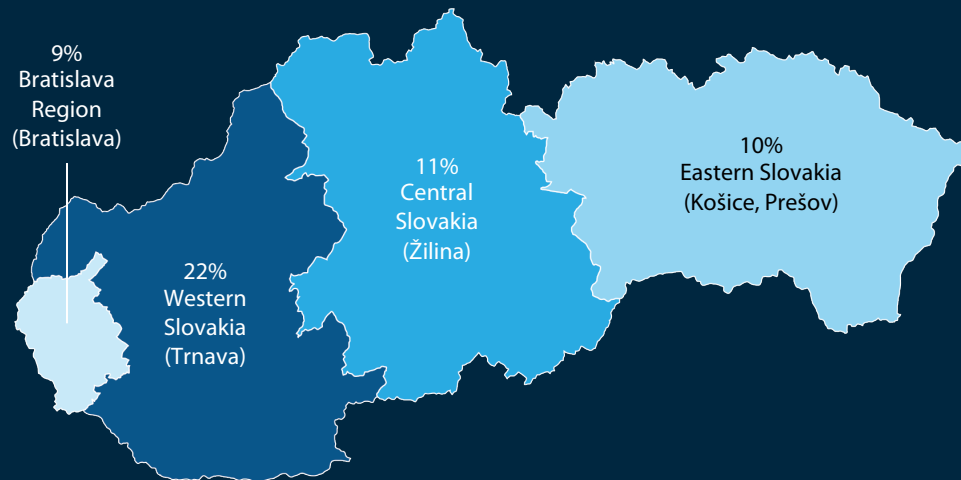 9%
Bratislava
Region
(Bratislava)
22%
Western
Slovakia
(Trnava)
11%
Central
Slovakia
(Žilina)
10%
Eastern Slovakia
(Košice, Prešov)